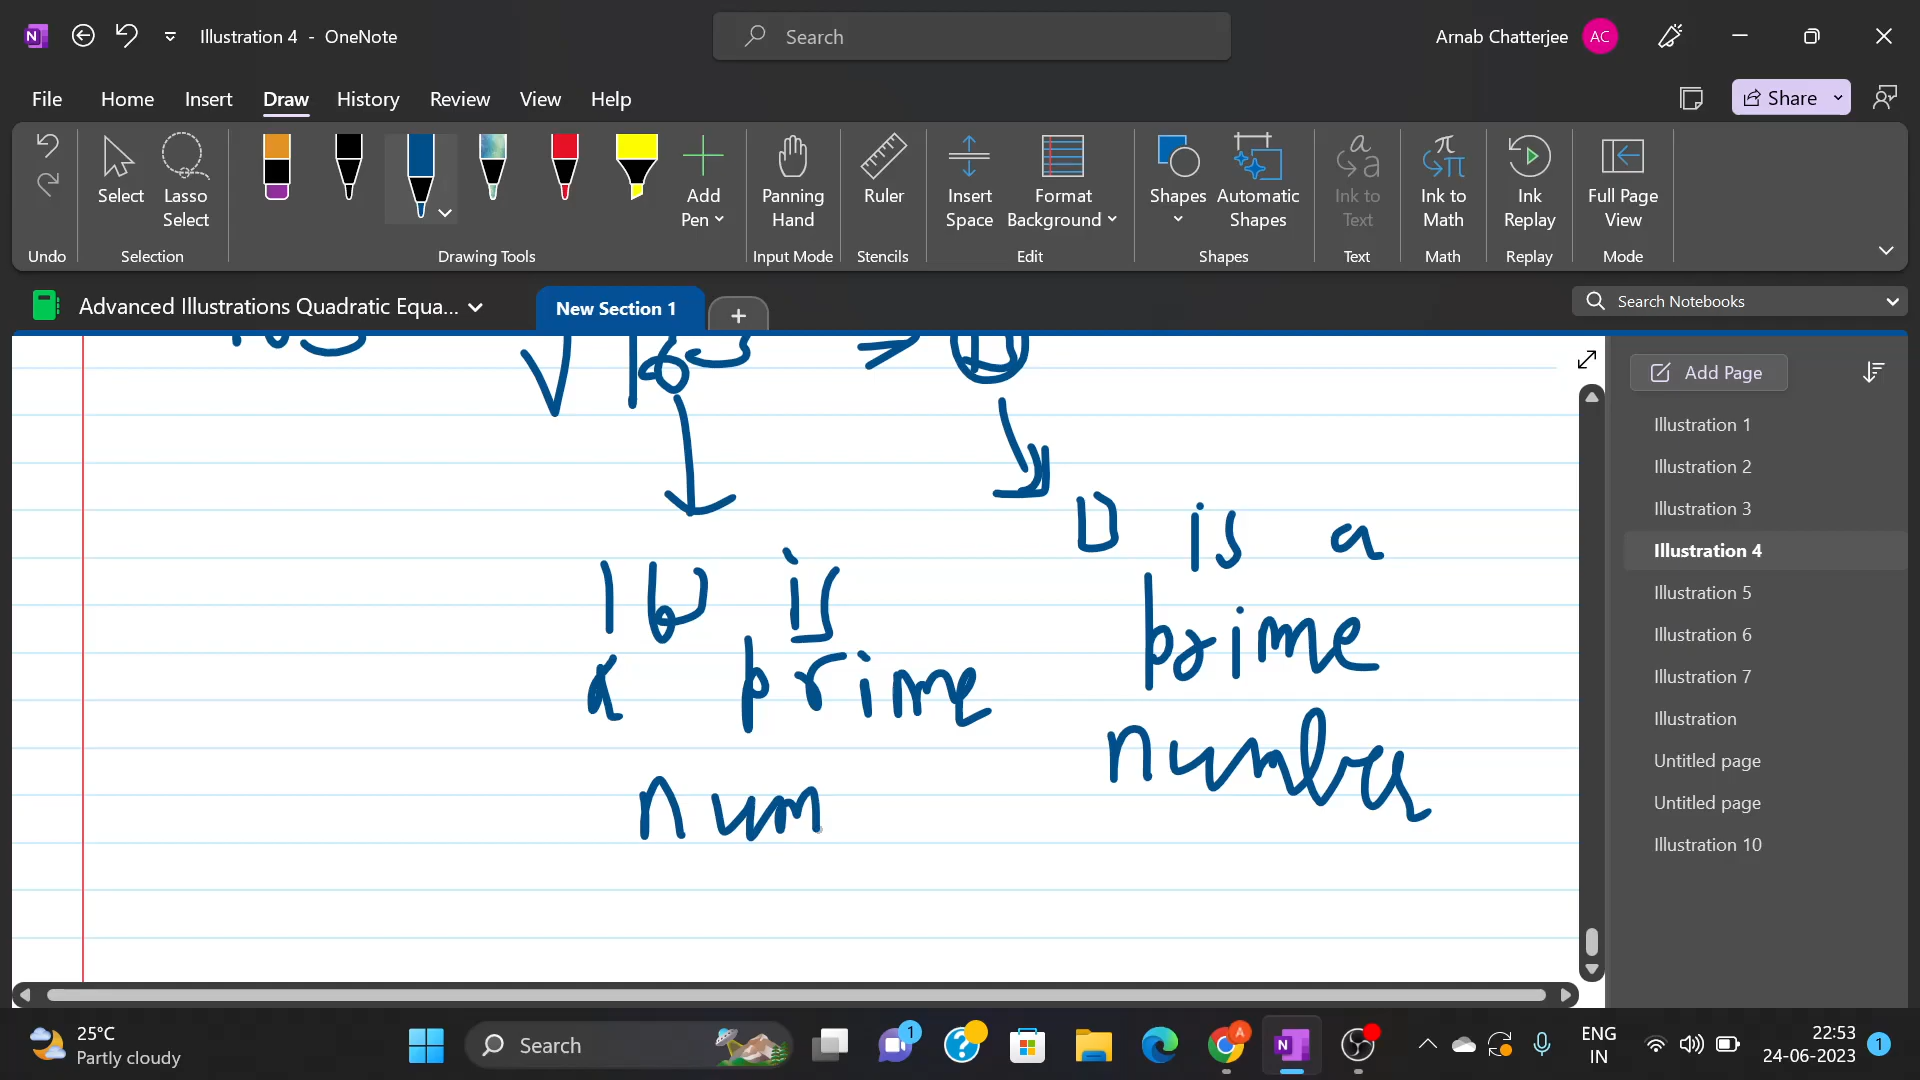 Illustration 4 - OneNote
Search
Arnab Chatterjee
AC
File Home Insert Draw History Review View Help
Share
Select
Lasso Select
Add Pen
Panning Hand
Ruler
Insert Space
Format Background
Shapes
Automatic Shapes
Ink to Text
Ink to Math
Ink Replay
Full Page View
Undo Selection Drawing Tools Input Mode Stencils Edit Shapes Text Math Replay Mode
Advanced Illustrations Quadratic Equa...
New Section 1
Search Notebooks
Add Page
Illustration 1
Illustration 2
Illustration 3
Illustration 4
Illustration 5
Illustration 6
Illustration 7
Illustration
Untitled page
Untitled page
Illustration 10
D is a
prime
number
is
a prime
num
25°C
Partly cloudy
Search
1
ENG
IN
22:53
24-06-2023
1